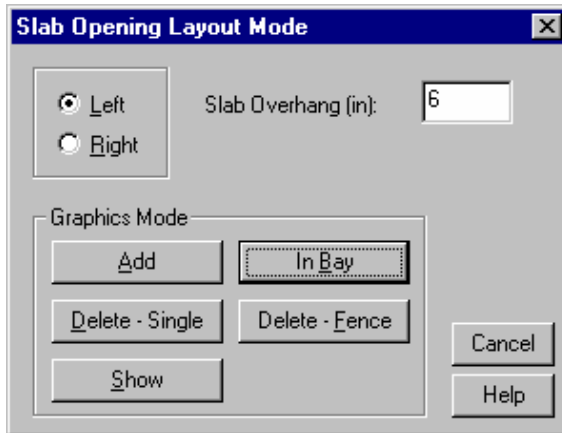 Slab Opening Layout Mode
Left
Slab Overhang (in): 6
Right
Graphics Mode
Add
In Bay
Delete - Single
Delete - Fence
Show
Cancel
Help